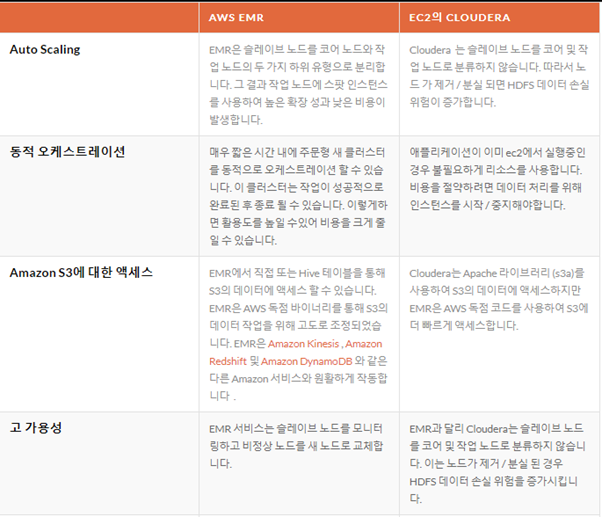 AWS EMR
EC2의 CLOUDERA
Auto Scaling
EMR은 슬레이브 노드를 코어 노드와 작
업 노드의 두 가지 하위 유형으로 분리합
니다. 그 결과 작업 노드에 스팟 인스턴스
를 사용하여 높은 확장 성과 낮은 비용이
발생합니다.
Cloudera 는 슬레이브 노드를 코어 및 작
업 노드로 분류하지 않습니다. 따라서 노
드 가 제거 / 분실 되면 HDFS 데이터 손실
위험이 증가합니다.
동적 오케스트레이션
매우 짧은 시간 내에 주문형 새 클러스터
를 동적으로 오케스트레이션 할 수 있습
니다. 이 클러스터는 작업이 성공적으로
완료된 후 종료 될 수 있습니다. 이렇게하
면 활용도를 높일 수있어 비용을 크게 줄
일 수 있습니다.
애플리케이션이 이미 ec2에서 실행중인
경우 불필요하게 리소스를 사용합니다.
비용을 절약하려면 데이터 처리를 위해
인스턴스를 시작 / 중지해야합니다.
Amazon S3에 대한 액세스
EMR에서 직접 또는 Hive 테이블을 통해
S3의 데이터에 액세스 할 수 있습니다.
EMR은 AWS 독점 바이너리를 통해 S3의
데이터 작업을 위해 고도로 조정되었습
니다. EMR은 Amazon Kinesis , Amazon
Redshift 및 Amazon DynamoDB 와 같은
다른 Amazon 서비스와 원활하게 작동합
니다 .
Cloudera는 Apache 라이브러리 (s3a)를
사용하여 S3의 데이터에 액세스하지만
EMR은 AWS 독점 코드를 사용하여 S3에
더 빠르게 액세스합니다.
고 가용성
EMR 서비스는 슬레이브 노드를 모니터
링하고 비정상 노드를 새 노드로 교체합
니다.
EMR과 달리 Cloudera는 슬레이브 노드
를 코어 및 작업 노드로 분류하지 않습니
다. 이는 노드가 제거 / 분실 된 경우
HDFS 데이터 손실 위험을 증가시킵니
다.